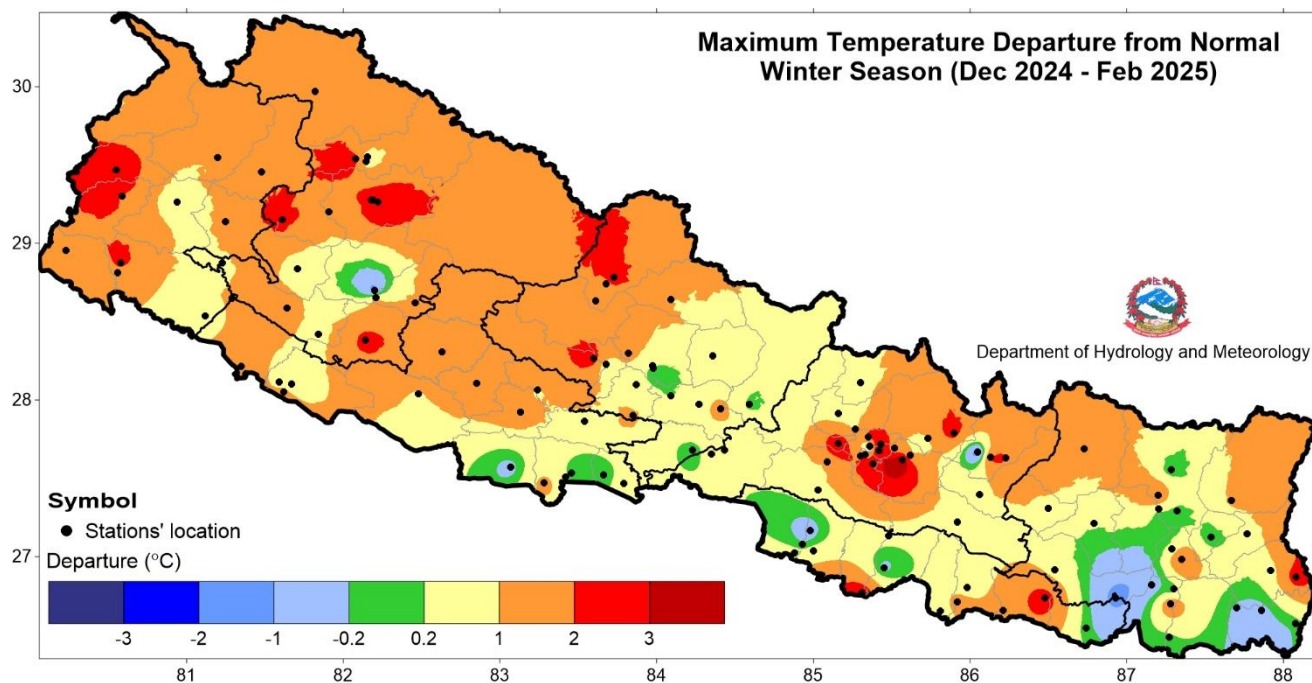 Maximum Temperature Departure from Normal
Winter Season (Dec 2024 - Feb 2025)
30
29
28
27
Department of Hydrology and Meteorology
Symbol
Stations' location
Departure (°C)
-3 -2 -1 -0.2 0.2 1 2 3
81 82 83 84 85 86 87 88